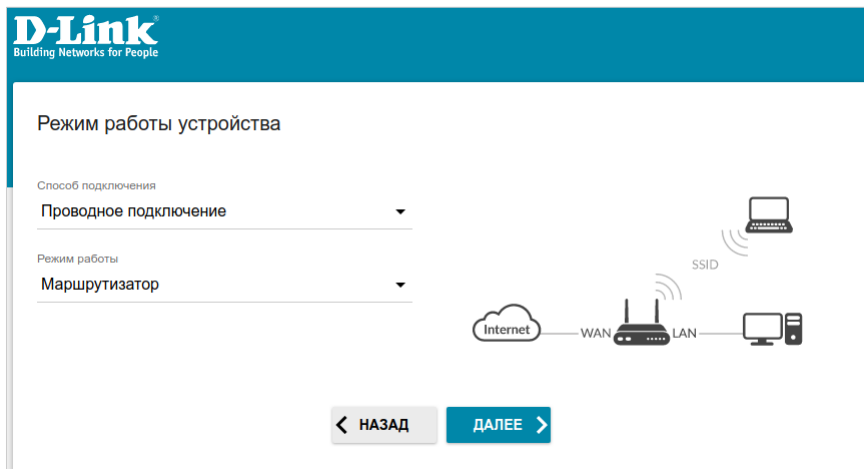 D-Link
Building Networks for People
Режим работы устройства
Способ подключения
Проводное подключение
Режим работы
Маршрутизатор
SSID
Internet
WAN
LAN
НАЗАД
ДАЛЕЕ